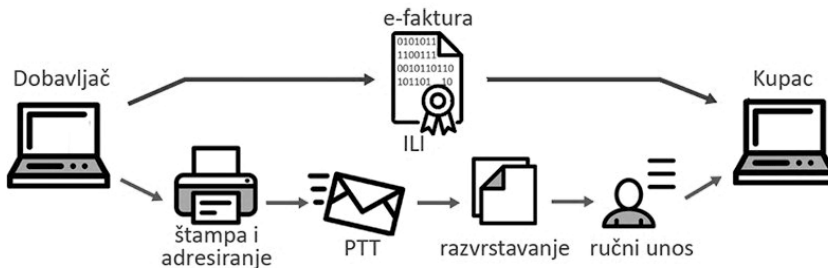 e-faktura
0101011
1100111
0010110110
101101 10
Dobavljač
Kupac
ILI
štampa i
adresiranje
PTT
razvrstavanje
ručni unos